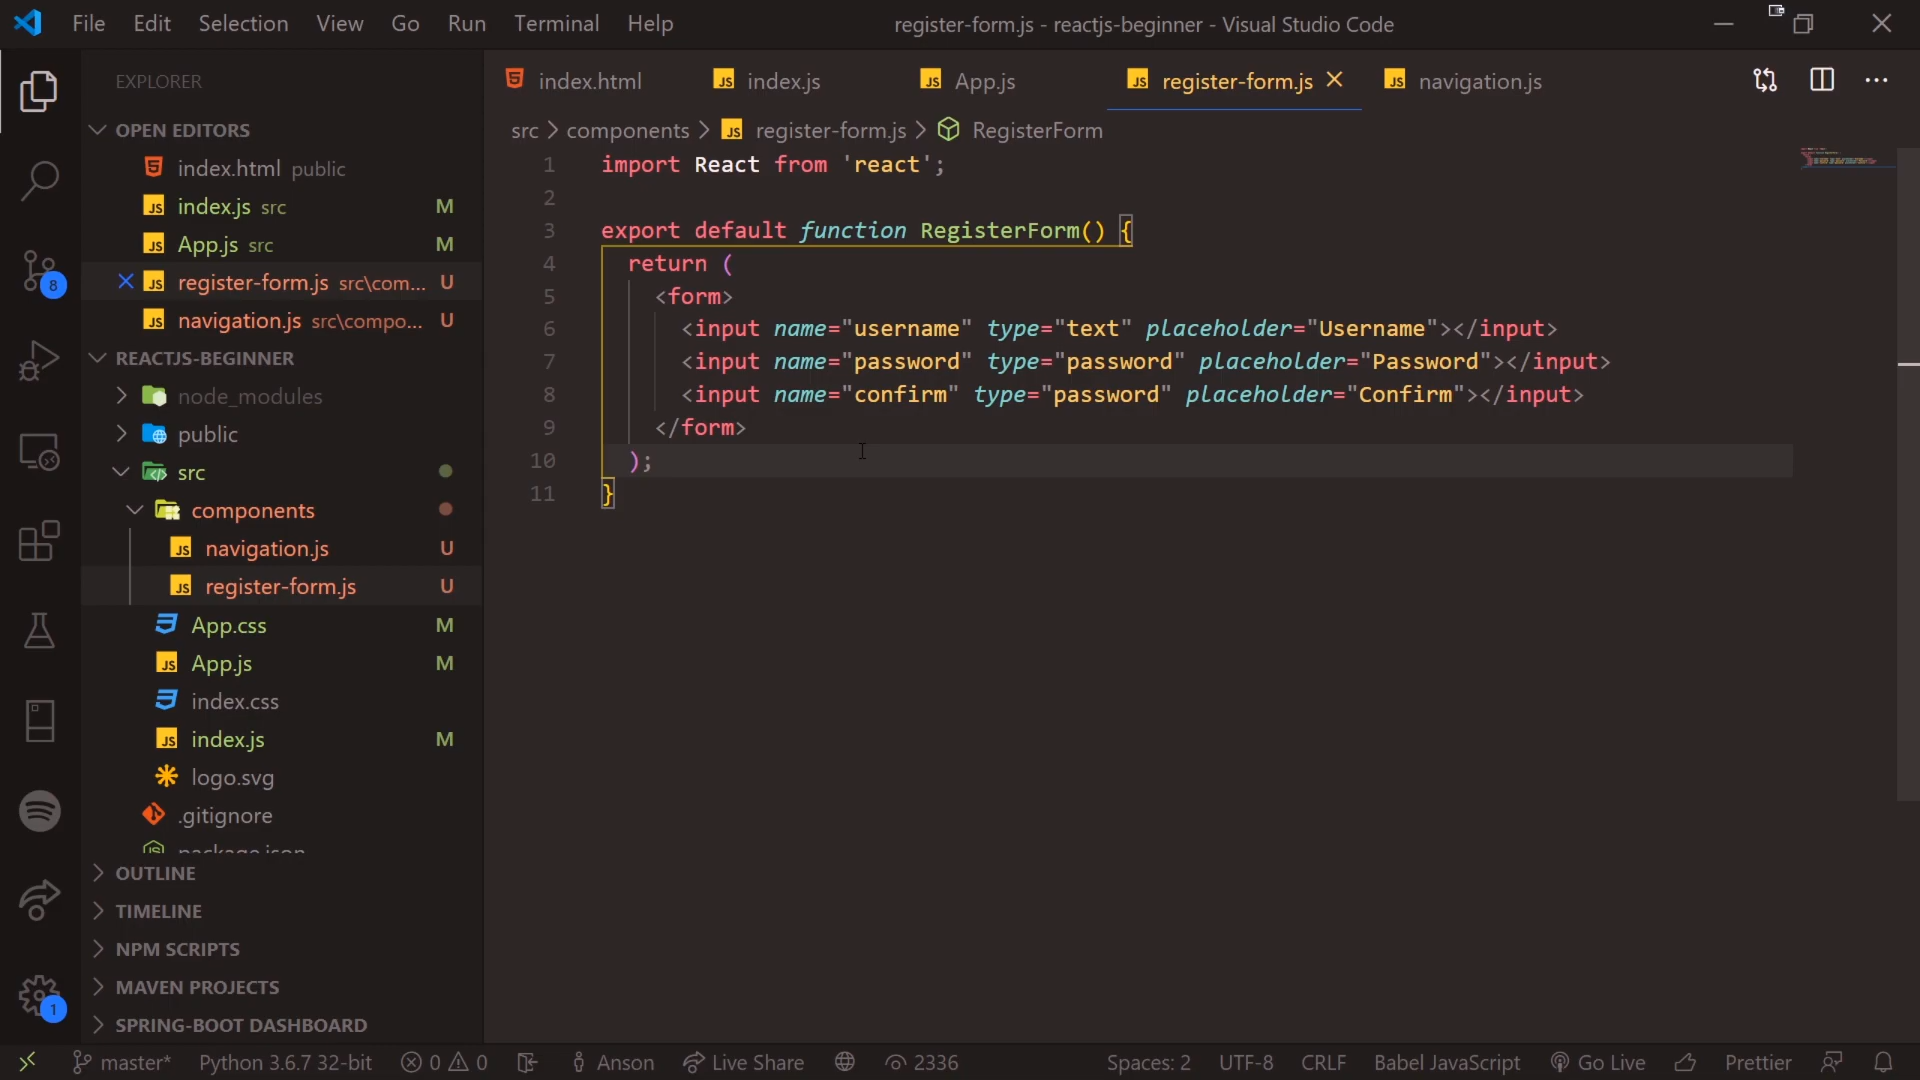 File Edit Selection View Go Run Terminal Help
register-form.js - reactjs-beginner - Visual Studio Code
EXPLORER
OPEN EDITORS
index.html public
index.js src M
App.js src M
register-form.js src\com... U
navigation.js src\compo... U
REACTJS-BEGINNER
node_modules
public
src
components
navigation.js U
register-form.js U
App.css M
App.js M
index.css
index.js M
logo.svg
.gitignore
package.json
OUTLINE
TIMELINE
NPM SCRIPTS
MAVEN PROJECTS
SPRING-BOOT DASHBOARD
8
1
index.html
index.js
App.js
register-form.js
navigation.js
src > components > register-form.js > RegisterForm
1 import React from 'react';
2
3 export default function RegisterForm() {
4 return (
5 <form>
6 <input name="username" type="text" placeholder="Username"></input>
7 <input name="password" type="password" placeholder="Password"></input>
8 <input name="confirm" type="password" placeholder="Confirm"></input>
9 </form>
10 );
11 }
master* Python 3.6.7 32-bit 0 0 Anson Live Share 2336 Spaces: 2 UTF-8 CRLF Babel JavaScript Go Live Prettier